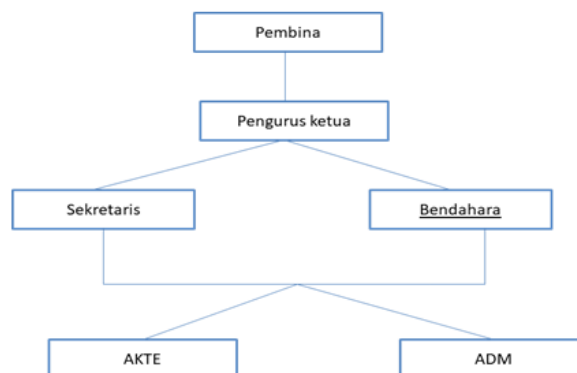 Pembina
Pengurus ketua
Sekretaris
Bendahara
AKTE
ADM